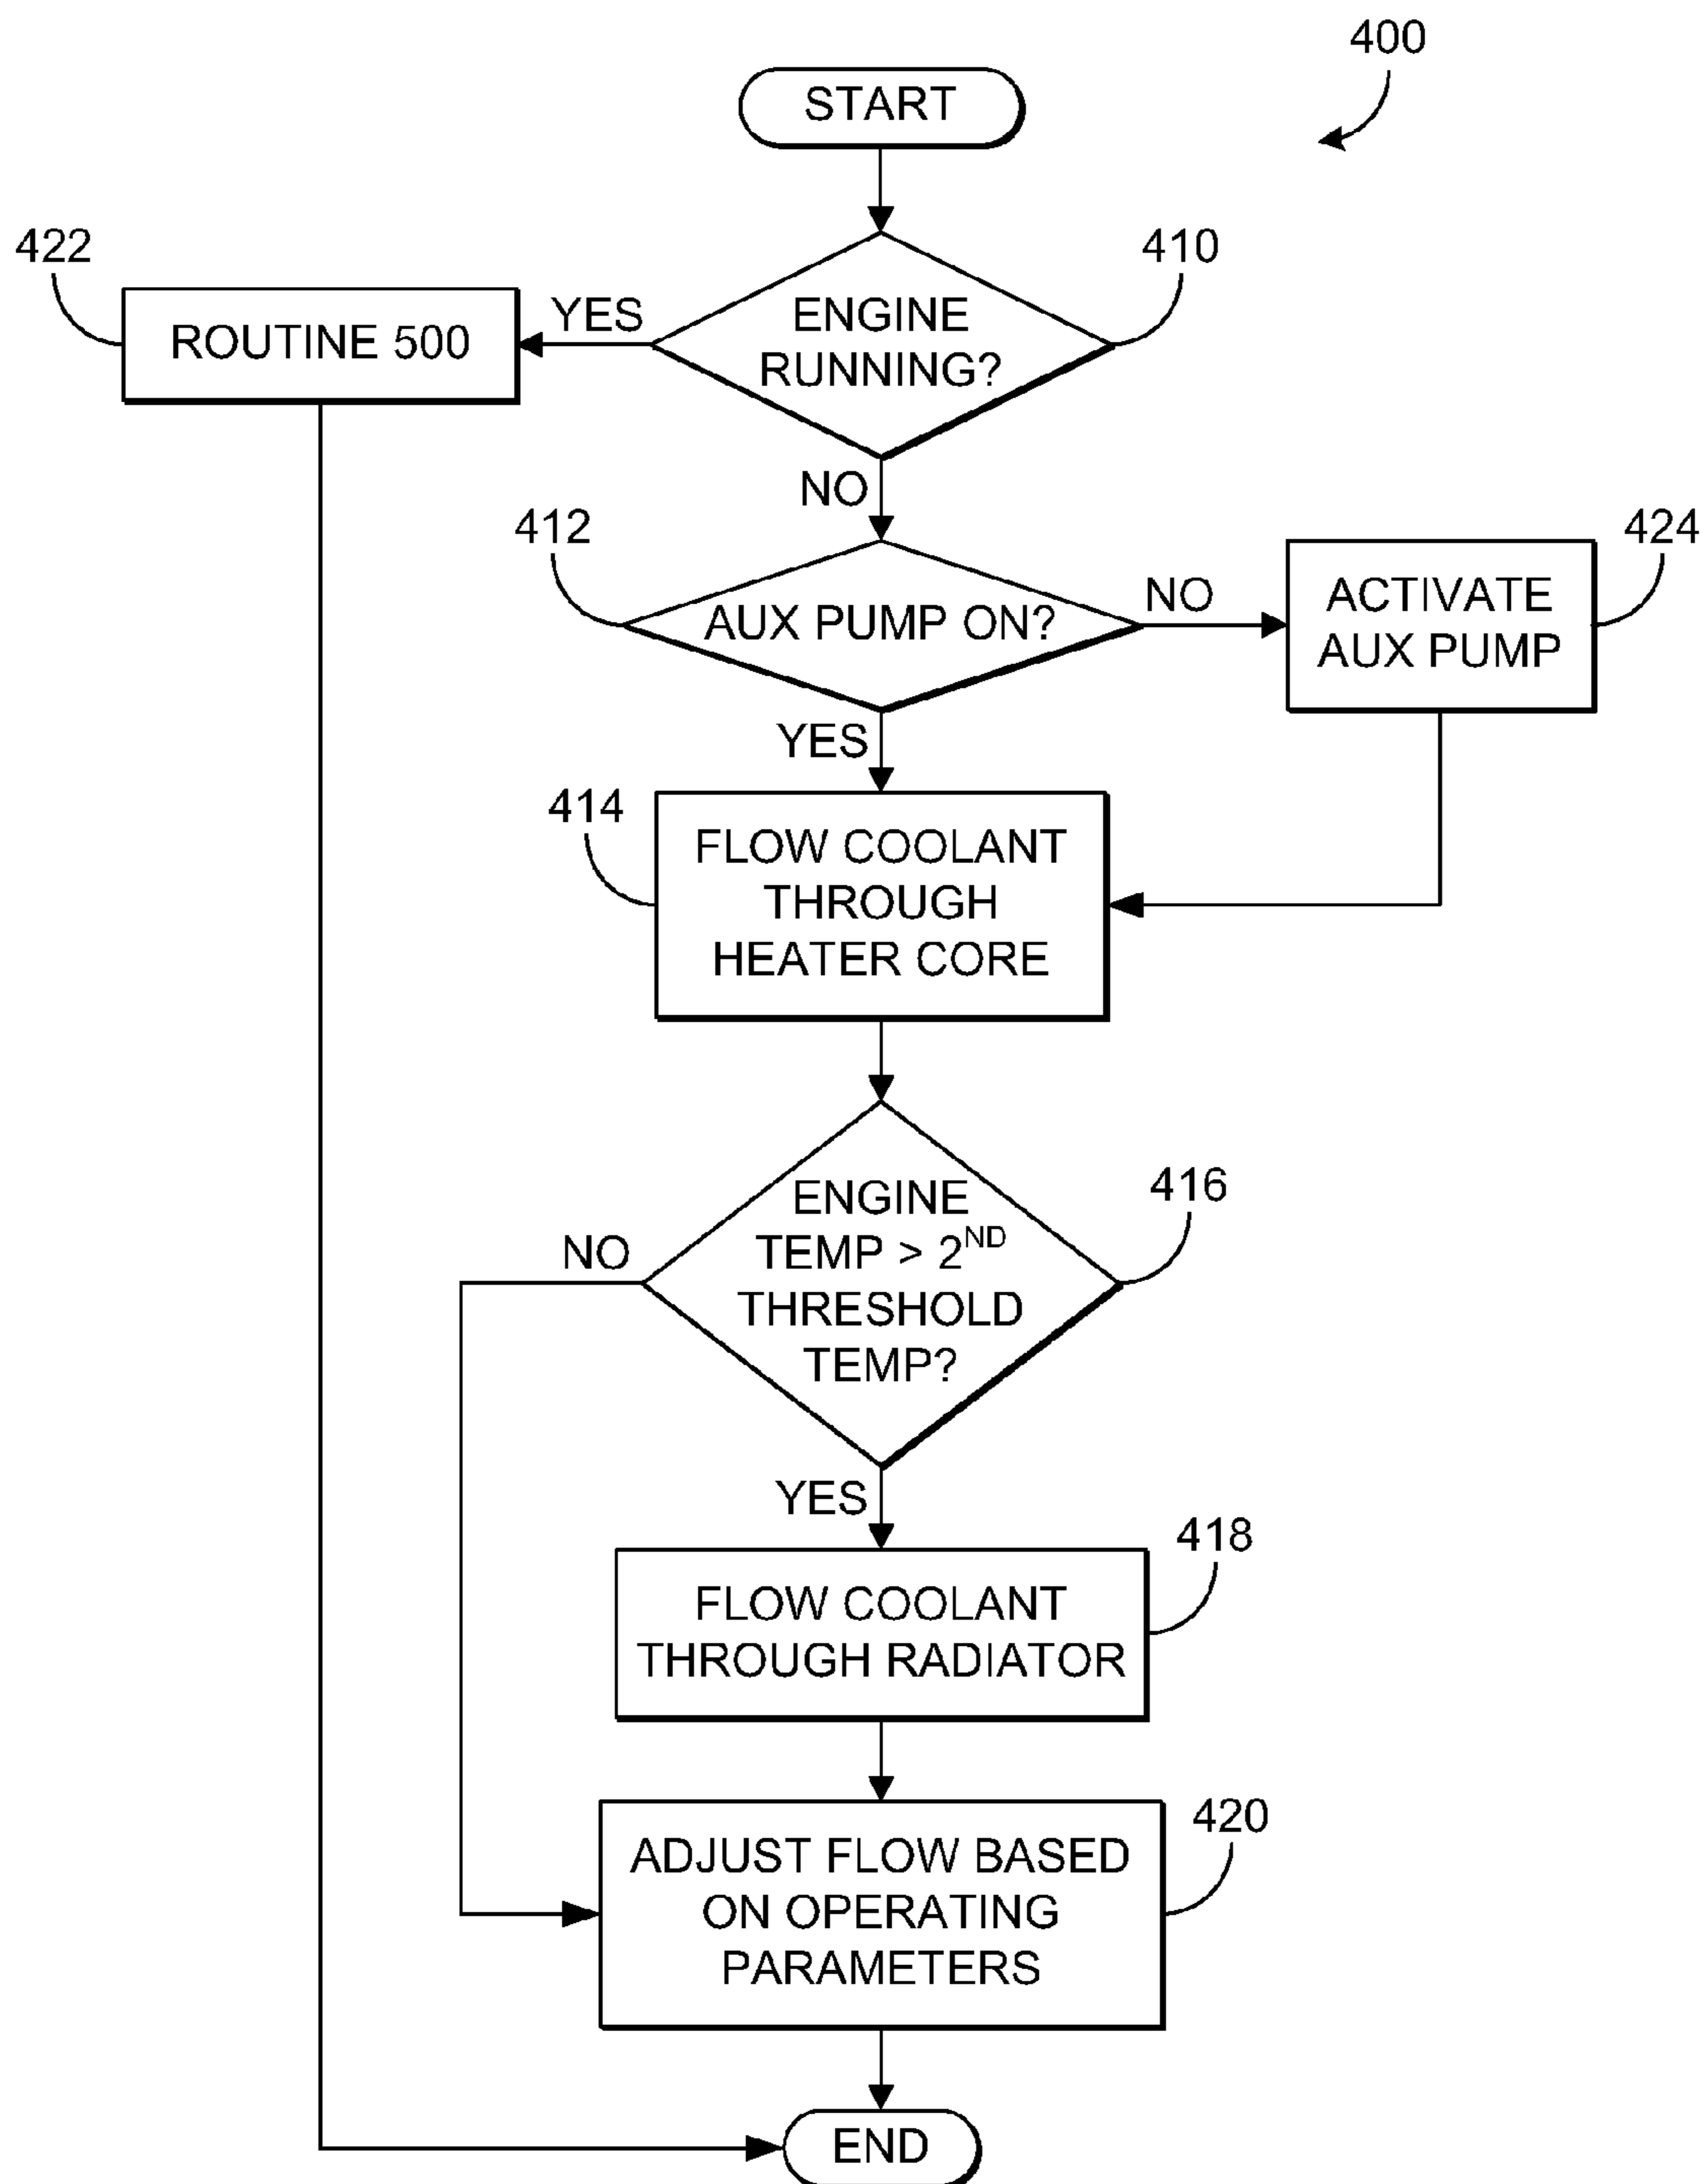 400
START
422
410
YES
ROUTINE 500
ENGINE
RUNNING?
NO
412
424
AUX PUMP ON?
NO
ACTIVATE
AUX PUMP
YES
414
FLOW COOLANT
THROUGH
HEATER CORE
416
ENGINE
TEMP > 2ND
THRESHOLD
TEMP?
NO
YES
418
FLOW COOLANT
THROUGH RADIATOR
420
ADJUST FLOW BASED
ON OPERATING
PARAMETERS
END